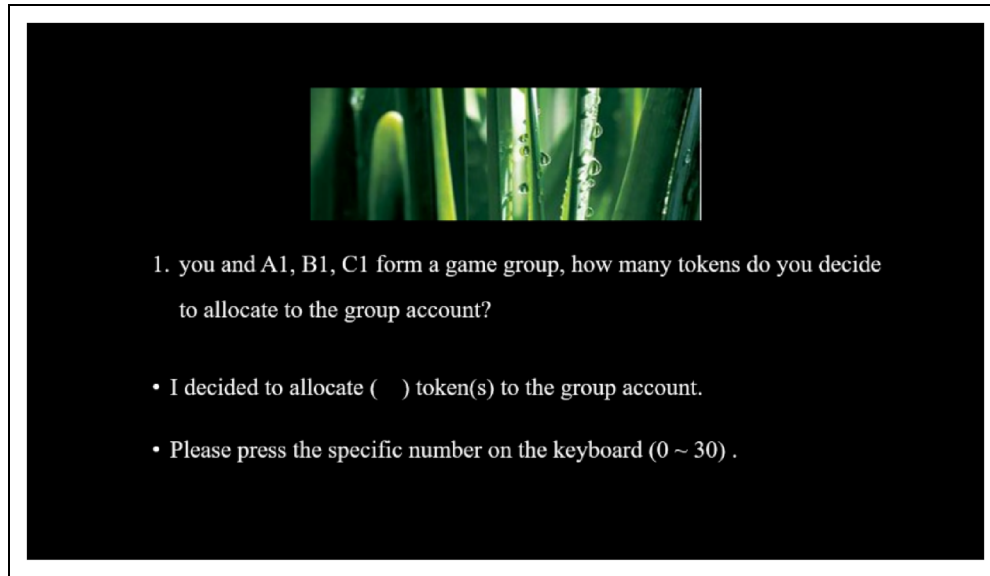 1. you and A1, B1, C1 form a game group, how many tokens do you decide
to allocate to the group account?
• I decided to allocate (   ) token(s) to the group account.
• Please press the specific number on the keyboard (0 ~ 30) .